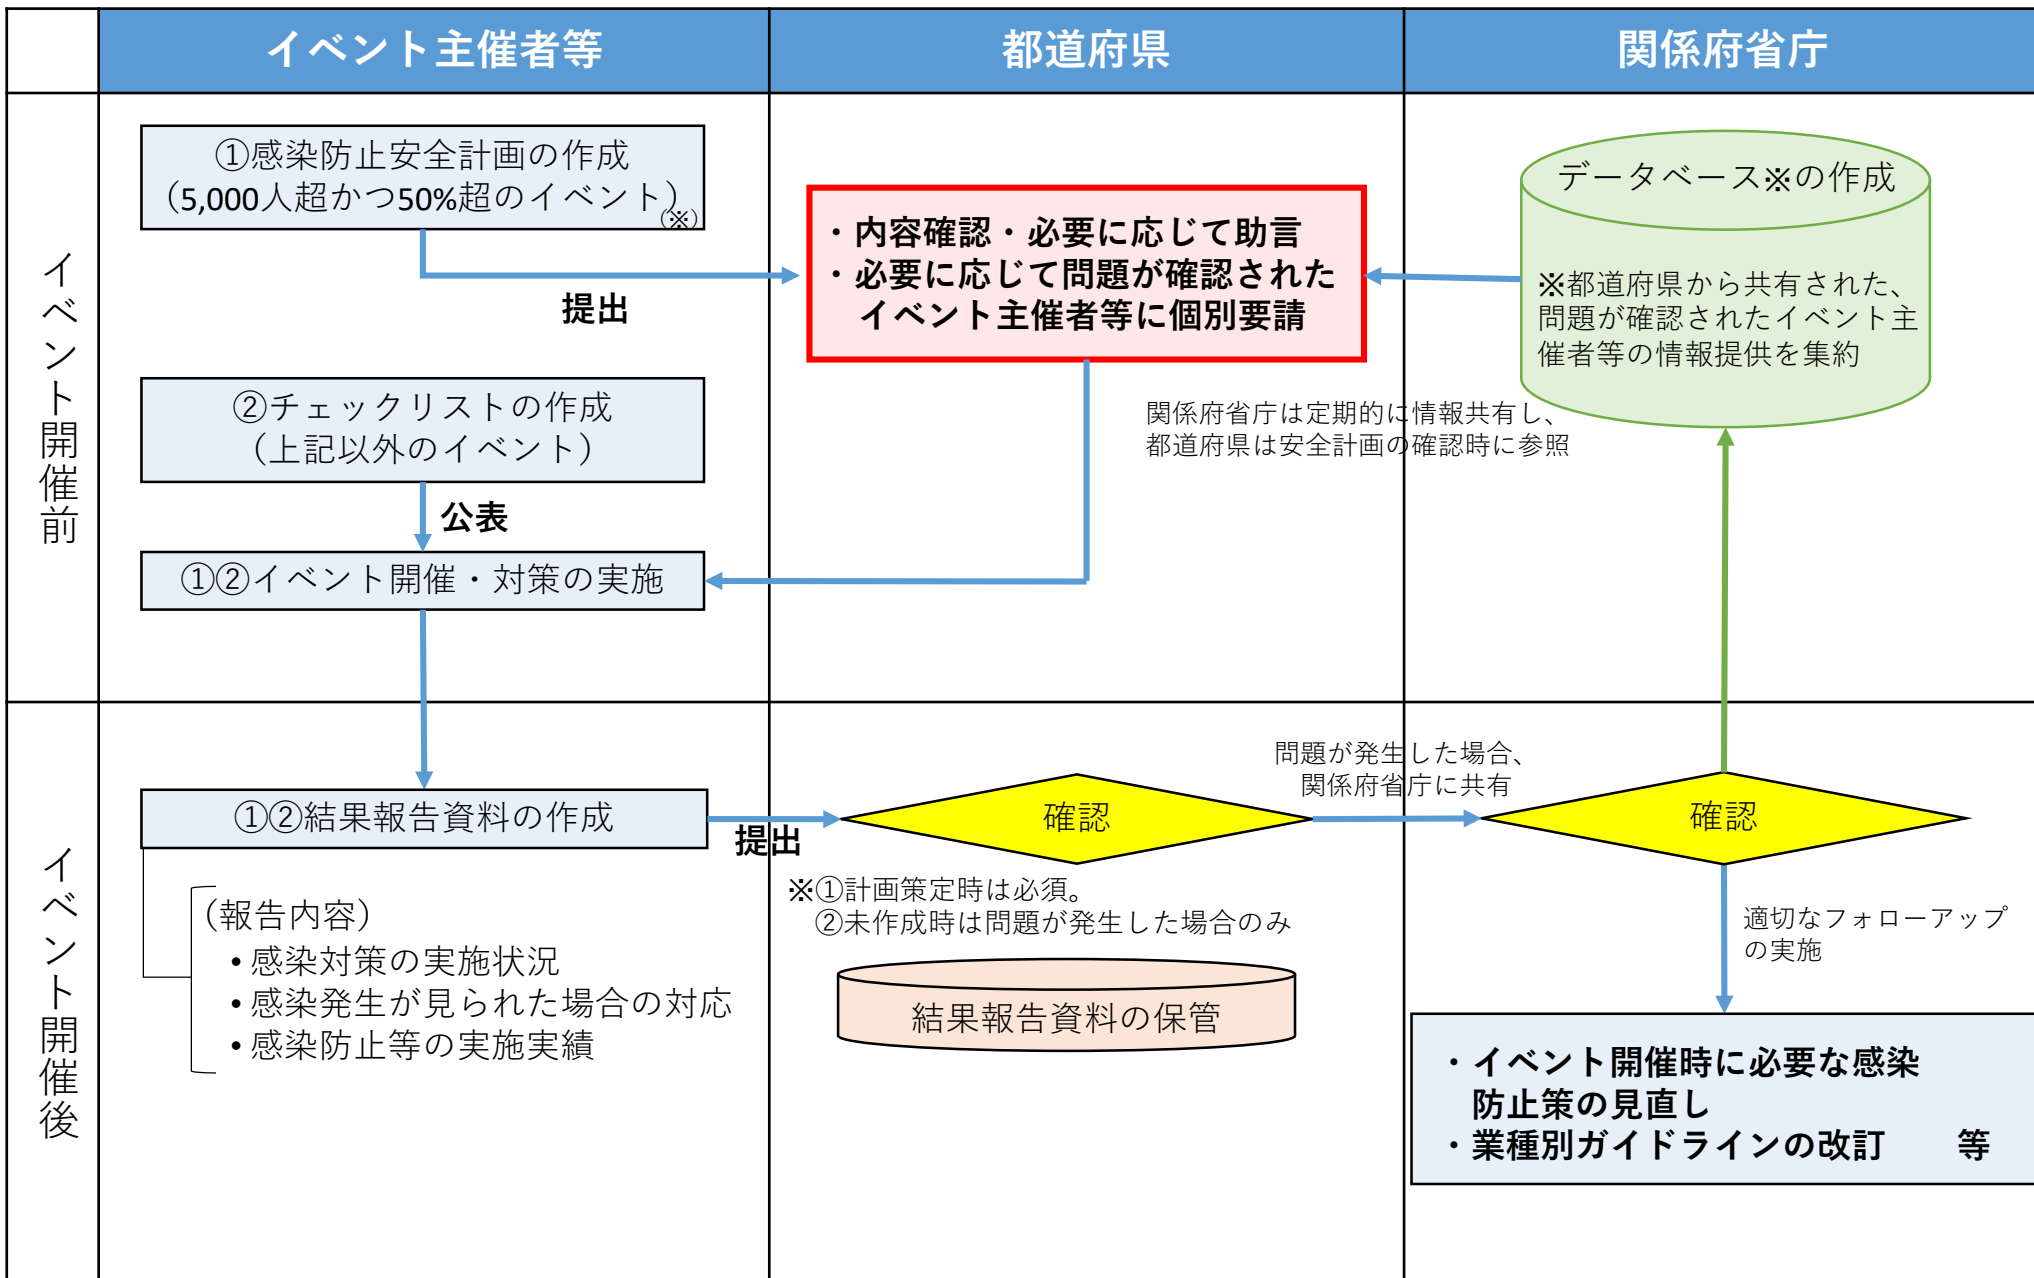 イベント主催者等
都道府県
関係府省庁
イベント開催前
①感染防止安全計画の作成
（5,000人超かつ50%超のイベント）
（※）
提出
・内容確認・必要に応じて助言
・必要に応じて問題が確認された
イベント主催者等に個別要請
データベース※の作成
※都道府県から共有された、
問題が確認されたイベント主
催者等の情報提供を集約
関係府省庁は定期的に情報共有し、
都道府県は安全計画の確認時に参照
②チェックリストの作成
（上記以外のイベント）
公表
①②イベント開催・対策の実施
イベント開催後
①②結果報告資料の作成
提出
確認
問題が発生した場合、
関係府省庁に共有
確認
（報告内容）
• 感染対策の実施状況
• 感染発生が見られた場合の対応
• 感染防止等の実施実績
※①計画策定時は必須。
②未作成時は問題が発生した場合のみ
結果報告資料の保管
適切なフォローアップ
の実施
・イベント開催時に必要な感染
防止策の見直し
・業種別ガイドラインの改訂　　等